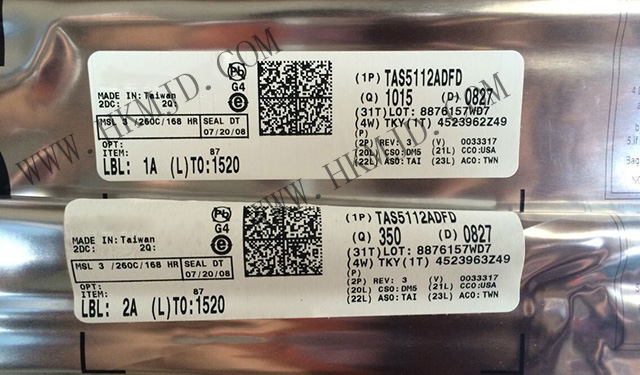 WWW.HKMJD.COM
MADE IN: Taiwan
2DC: 2Q:
MSL 3 /260C/168 HR SEAL DT
07/20/08
OPT:
ITEM: 87
LBL: 1A (L)TO:1520
Pb
G4
e
(1P) TAS5112ADFD
(Q) 1015 (D) 0827
(31T)LOT: 8876157WD7
(4W) TKY(1T) 4523962Z49
(P)
(2P) REV: 3 (V) 0033317
(20L) CSO:DM5 (21L) CCO:USA
(22L) ASO:TAI (23L) ACO:TWN
WWW.HKMJD.COM
MADE IN: Taiwan
2DC: 2Q:
MSL 3 /260C/168 HR SEAL DT
07/20/08
OPT:
ITEM: 87
LBL: 2A (L)TO:1520
Pb
G4
e
(1P) TAS5112ADFD
(Q) 350 (D) 0827
(31T)LOT: 8876157WD7
(4W) TKY(1T) 4523963Z49
(P)
(2P) REV: 3 (V) 0033317
(20L) CSO:DM5 (21L) CCO:USA
(22L) ASO:TAI (23L) ACO:TWN